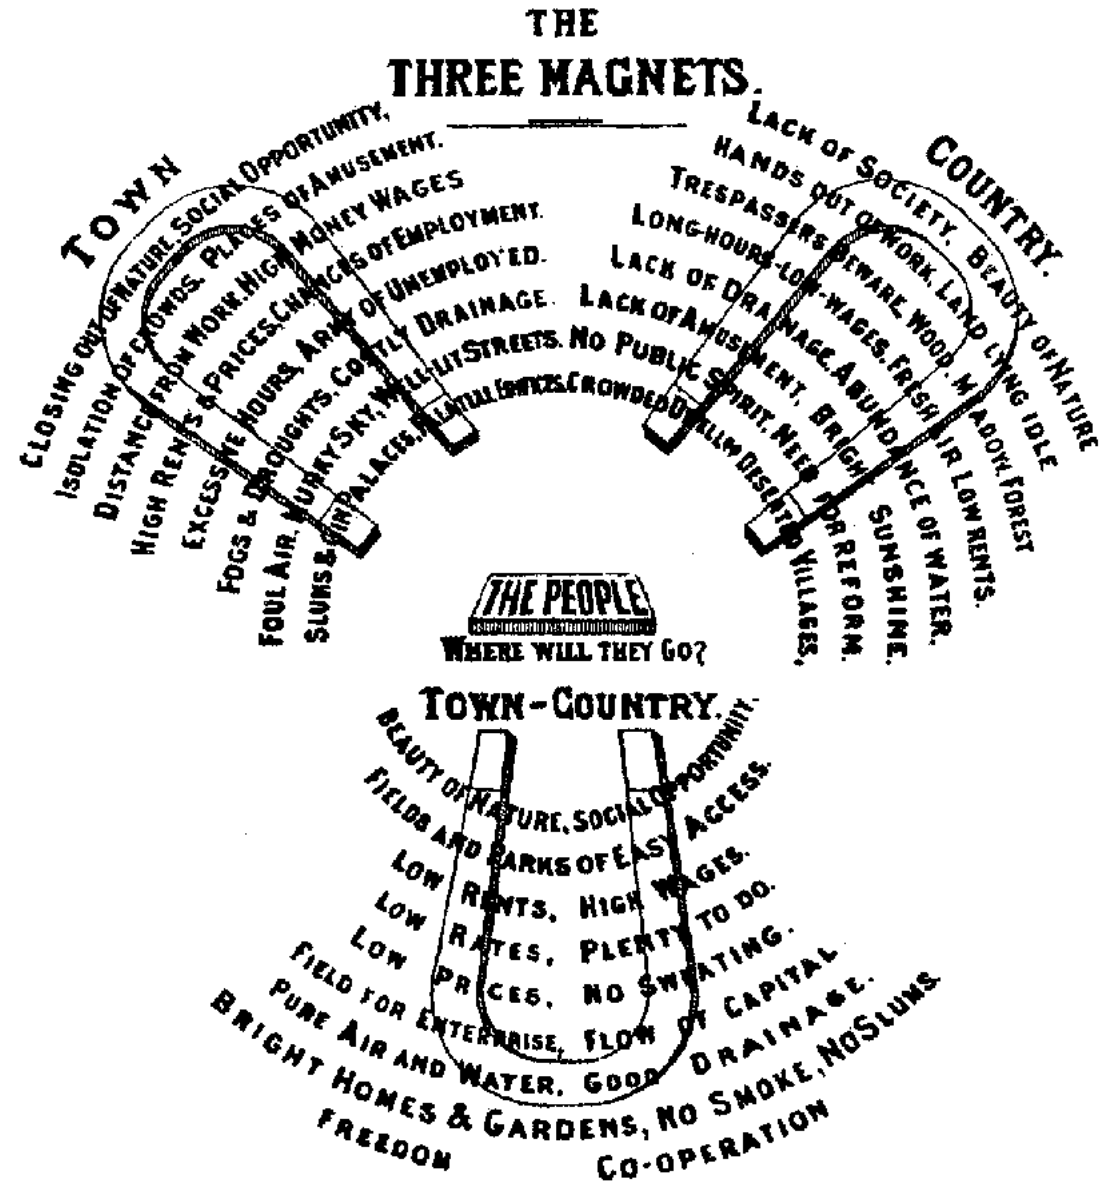 THE
THREE MAGNETS.
TOWN
CLOSING OUT OF NATURE. SOCIAL OPPORTUNITY.
ISOLATION OF CROWDS. PLACES OF AMUSEMENT.
DISTANCE FROM WORK. HIGH MONEY WAGES
HIGH RENTS & PRICES. CHANCES OF EMPLOYMENT.
EXCESSIVE HOURS. ARMY OF UNEMPLOYED.
FOGS & DROUGHTS. COSTLY DRAINAGE.
FOUL AIR. MURKY SKY. WELL-LIT STREETS.
SLUMS & GIN PALACES. PALATIAL EDIFICES.
COUNTRY.
LACK OF SOCIETY. BEAUTY OF NATURE
HANDS OUT OF WORK. LAND LYING IDLE
TRESPASSERS BEWARE. WOOD. MEADOW. FOREST
LONG-HOURS-LOW-WAGES. FRESH AIR LOW RENTS.
LACK OF DRAINAGE. ABUNDANCE OF WATER.
LACK OF AMUSEMENT. BRIGHT SUNSHINE.
NO PUBLIC SPIRIT. NEED FOR REFORM.
CROWDED DWELLINGS DESERTED VILLAGES,
THE PEOPLE
WHERE WILL THEY GO?
TOWN-COUNTRY.
BEAUTY OF NATURE, SOCIAL OPPORTUNITY.
FIELDS AND PARKS OF EASY ACCESS.
LOW RENTS, HIGH WAGES.
LOW RATES, PLENTY TO DO.
LOW PRICES, NO SWEATING.
FIELD FOR ENTERPRISE, FLOW OF CAPITAL
PURE AIR AND WATER, GOOD DRAINAGE.
BRIGHT HOMES & GARDENS, NO SMOKE, NO SLUMS.
FREEDOM CO-OPERATION